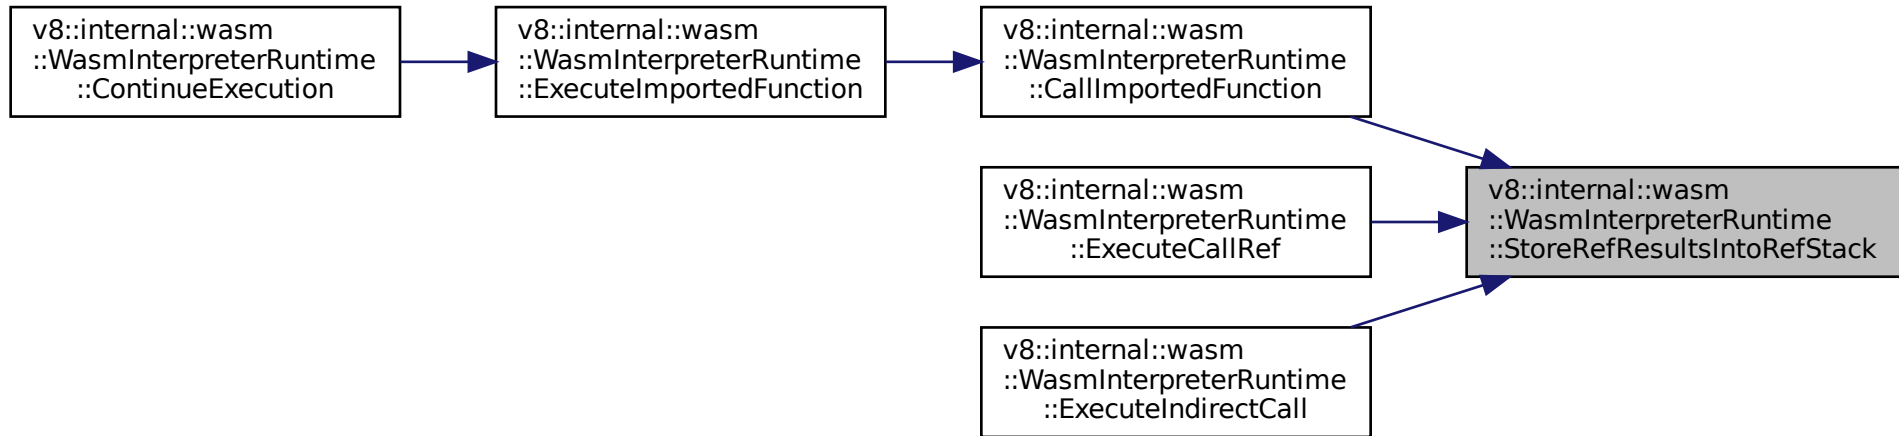 v8::internal::wasm
::WasmInterpreterRuntime
::ContinueExecution
v8::internal::wasm
::WasmInterpreterRuntime
::ExecuteImportedFunction
v8::internal::wasm
::WasmInterpreterRuntime
::CallImportedFunction
v8::internal::wasm
::WasmInterpreterRuntime
::ExecuteCallRef
v8::internal::wasm
::WasmInterpreterRuntime
::ExecuteIndirectCall
v8::internal::wasm
::WasmInterpreterRuntime
::StoreRefResultsIntoRefStack